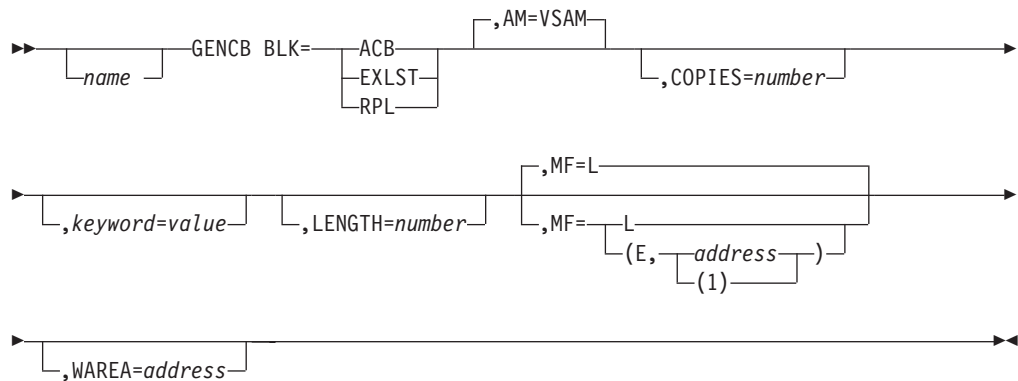 ,AM=VSAM
GENCB BLK= ACB ,COPIES=number
name EXLST
RPL
,MF=L
,keyword=value ,LENGTH=number ,MF= L
(E, address )
(1)
,WAREA=address